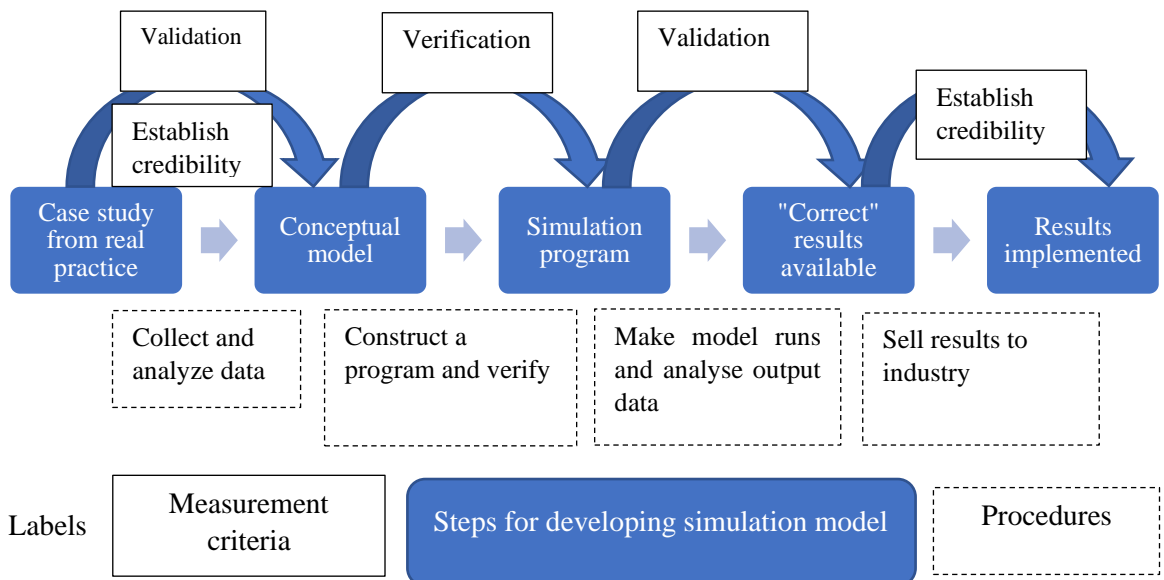 Validation
Verification
Validation
Establish
credibility
Establish
credibility
Case study
from real
practice
Conceptual
model
Simulation
program
"Correct"
results
available
Results
implemented
Collect and
analyze data
Construct a
program and verify
Make model runs
and analyse output
data
Sell results to
industry
Labels
Measurement
criteria
Steps for developing simulation model
Procedures